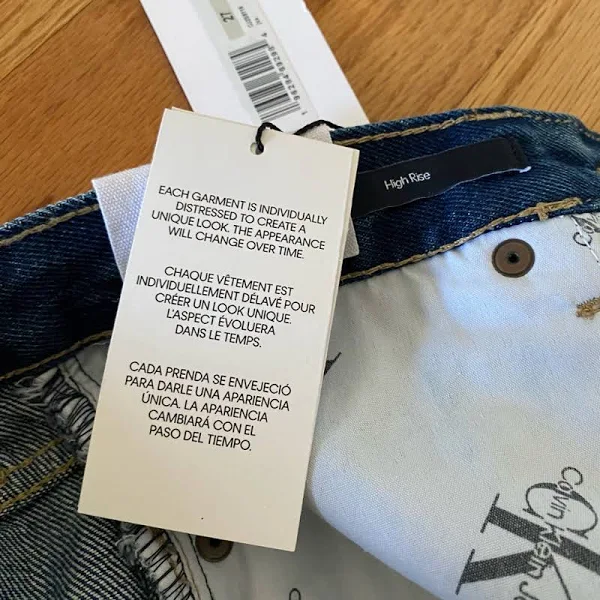 27
High Rise
EACH GARMENT IS INDIVIDUALLY
DISTRESSED TO CREATE A
UNIQUE LOOK. THE APPEARANCE
WILL CHANGE OVER TIME.
CHAQUE VÊTEMENT EST
INDIVIDUELLEMENT DÉLAVÉ POUR
CRÉER UN LOOK UNIQUE.
L'ASPECT ÉVOLUERA
DANS LE TEMPS.
CADA PRENDA SE ENVEJECIÓ
PARA DARLE UNA APARIENCIA
ÚNICA. LA APARIENCIA
CAMBIARÁ CON EL
PASO DEL TIEMPO.
CK
Calvin Klein